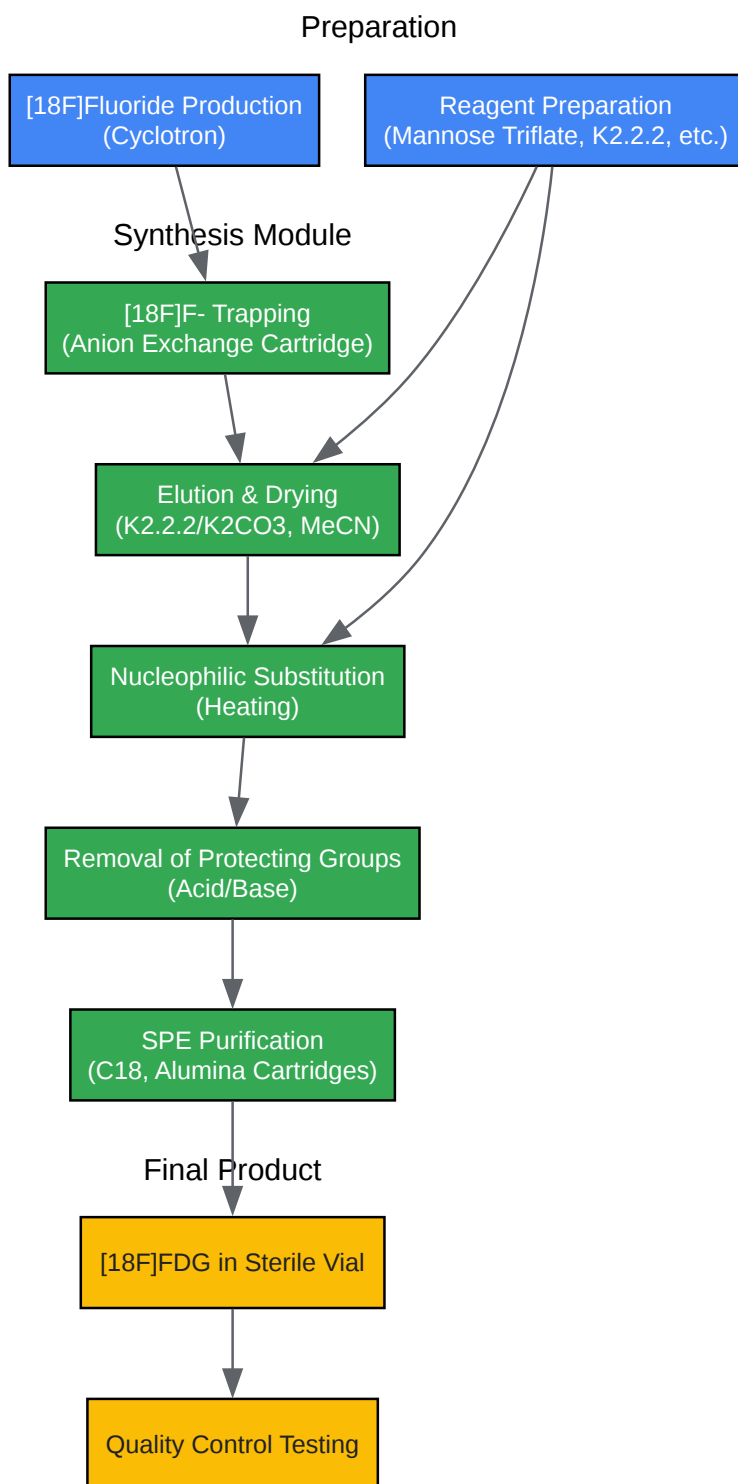 Preparation
[18F]Fluoride Production
(Cyclotron)
Reagent Preparation
(Mannose Triflate, K2.2.2, etc.)
Synthesis Module
[18F]F- Trapping
(Anion Exchange Cartridge)
Elution & Drying
(K2.2.2/K2CO3, MeCN)
Nucleophilic Substitution
(Heating)
Removal of Protecting Groups
(Acid/Base)
SPE Purification
(C18, Alumina Cartridges)
Final Product
[18F]FDG in Sterile Vial
Quality Control Testing